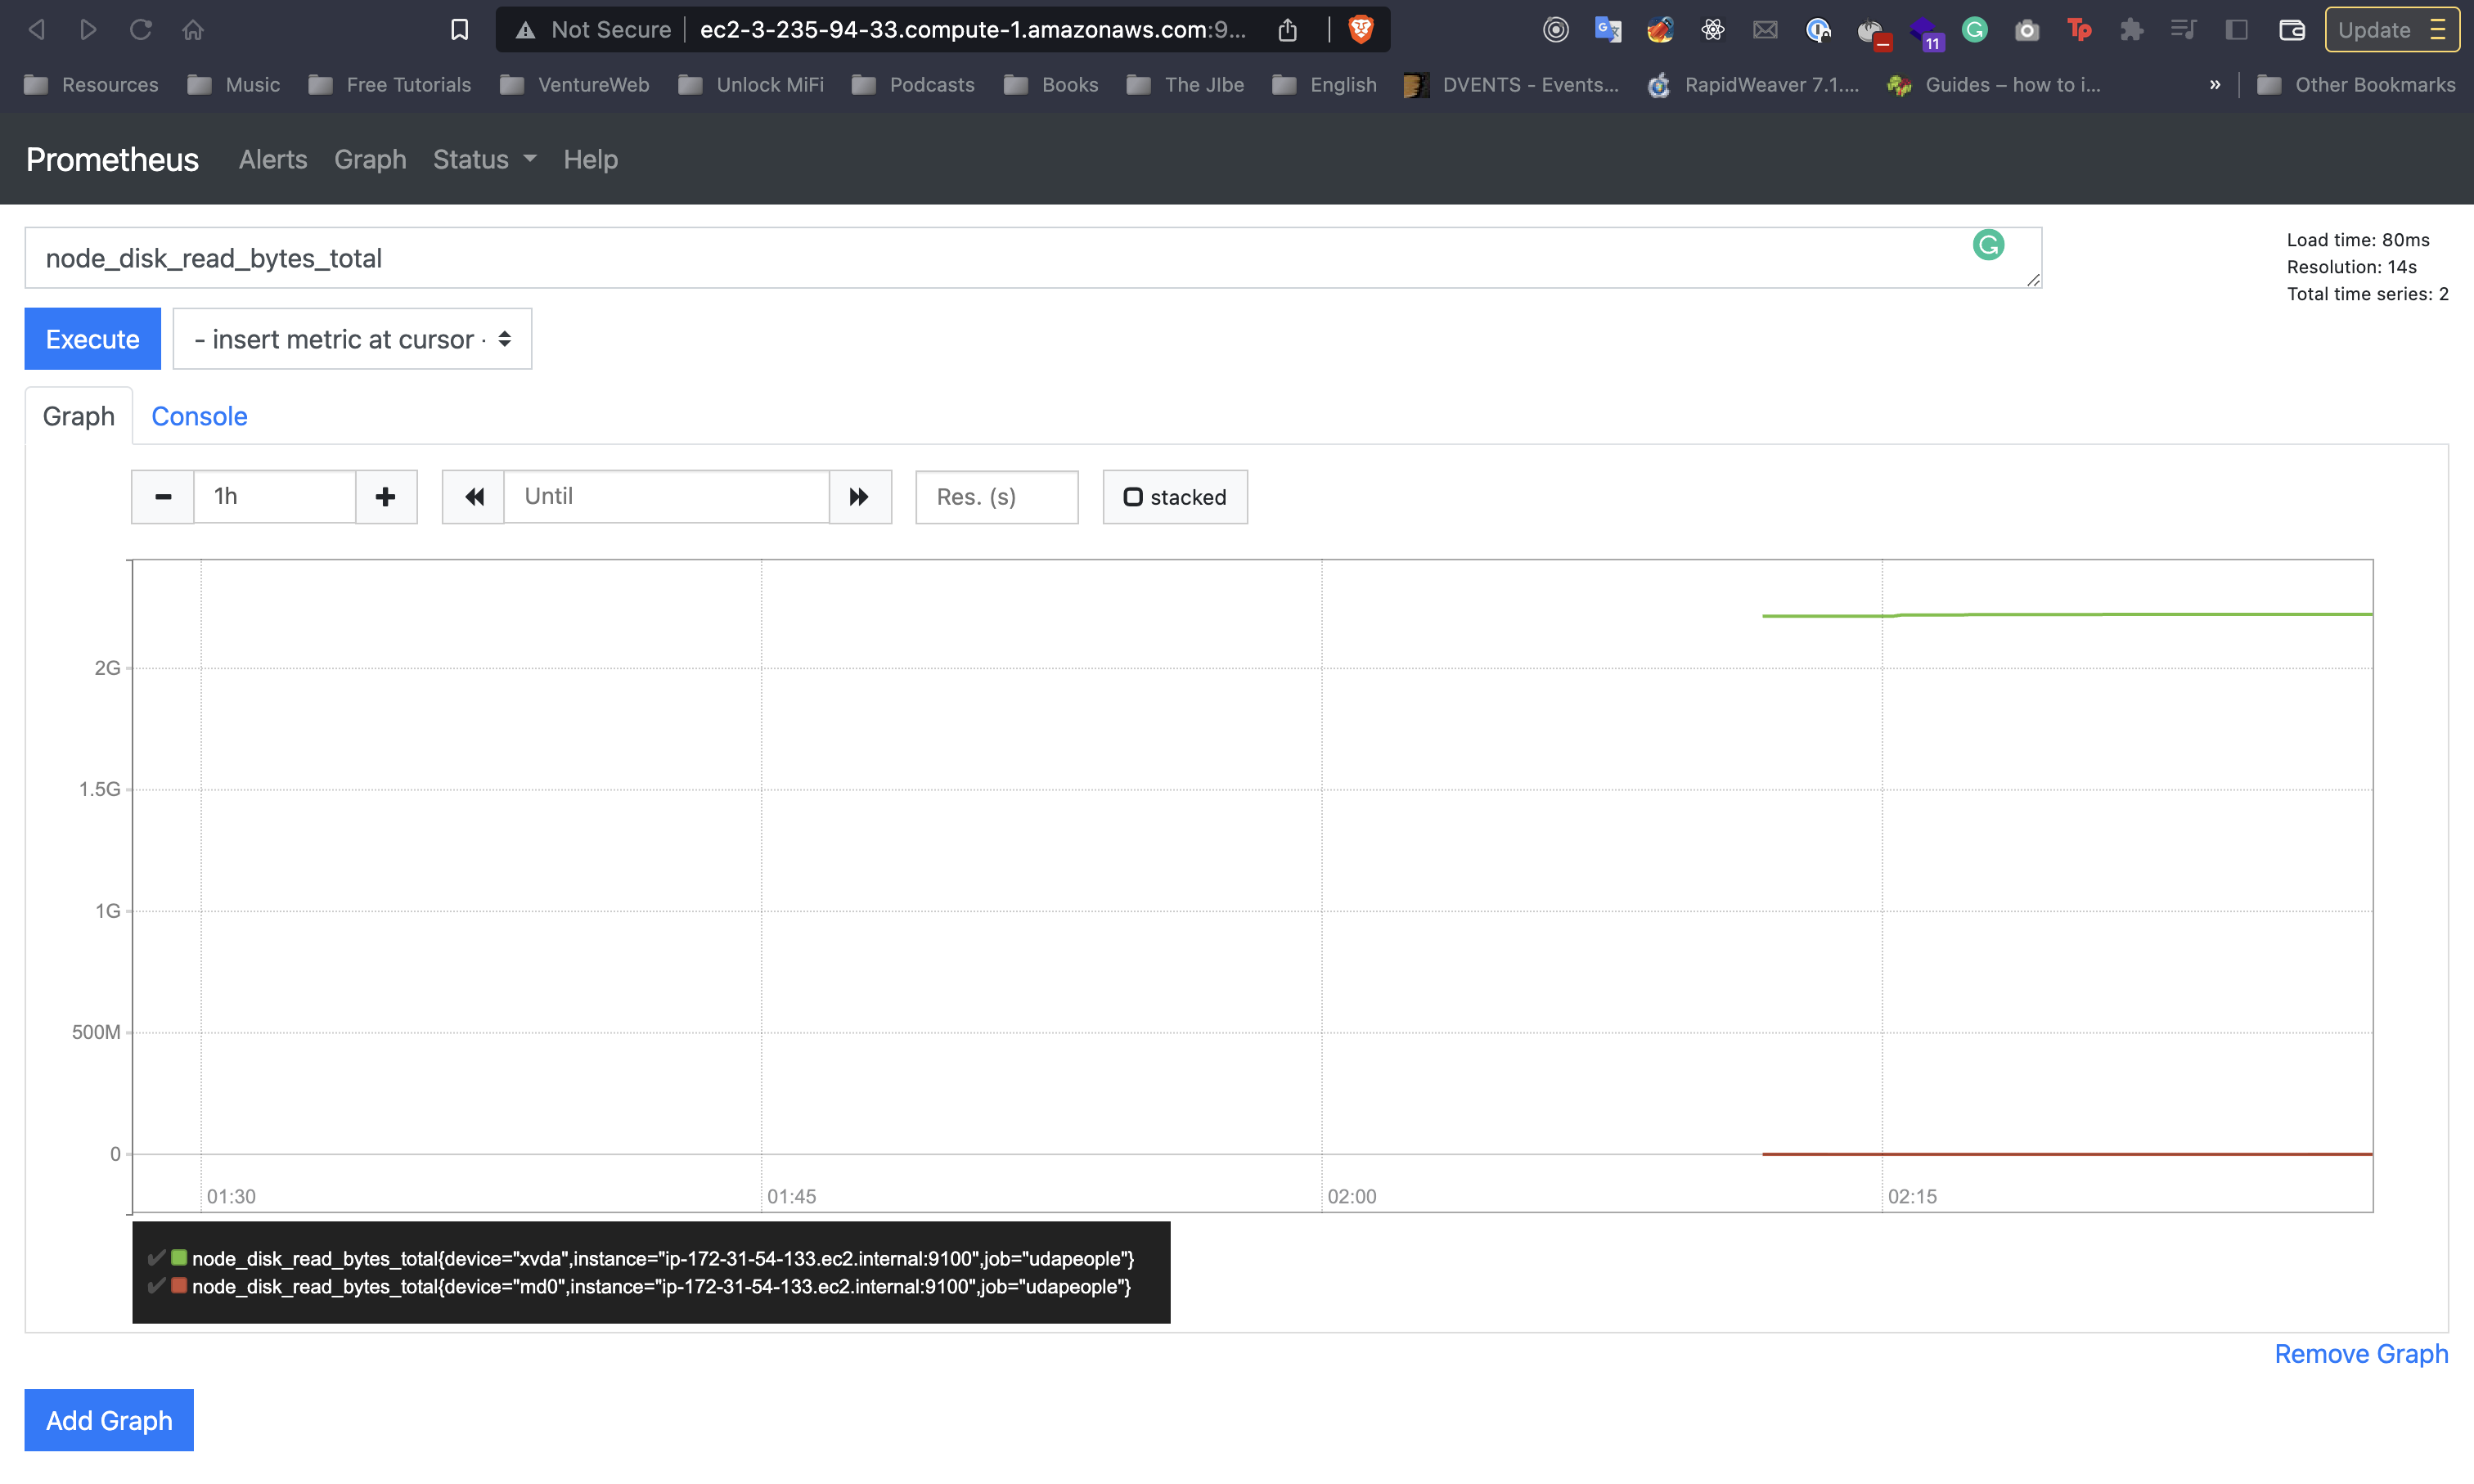 Not Secure ec2-3-235-94-33.compute-1.amazonaws.com:9...
11
Tp
Update
Resources Music Free Tutorials VentureWeb Unlock MiFi Podcasts Books The JIbe English DVENTS - Events... RapidWeaver 7.1.... Guides – how to i... » Other Bookmarks
Prometheus Alerts Graph Status Help
node_disk_read_bytes_total
Load time: 80ms
Resolution: 14s
Total time series: 2
Execute - insert metric at cursor -
Graph Console
1h Until Res. (s) stacked
2G
1.5G
1G
500M
0
01:30 01:45 02:00 02:15
node_disk_read_bytes_total{device="xvda",instance="ip-172-31-54-133.ec2.internal:9100",job="udapeople"}
node_disk_read_bytes_total{device="md0",instance="ip-172-31-54-133.ec2.internal:9100",job="udapeople"}
Remove Graph
Add Graph